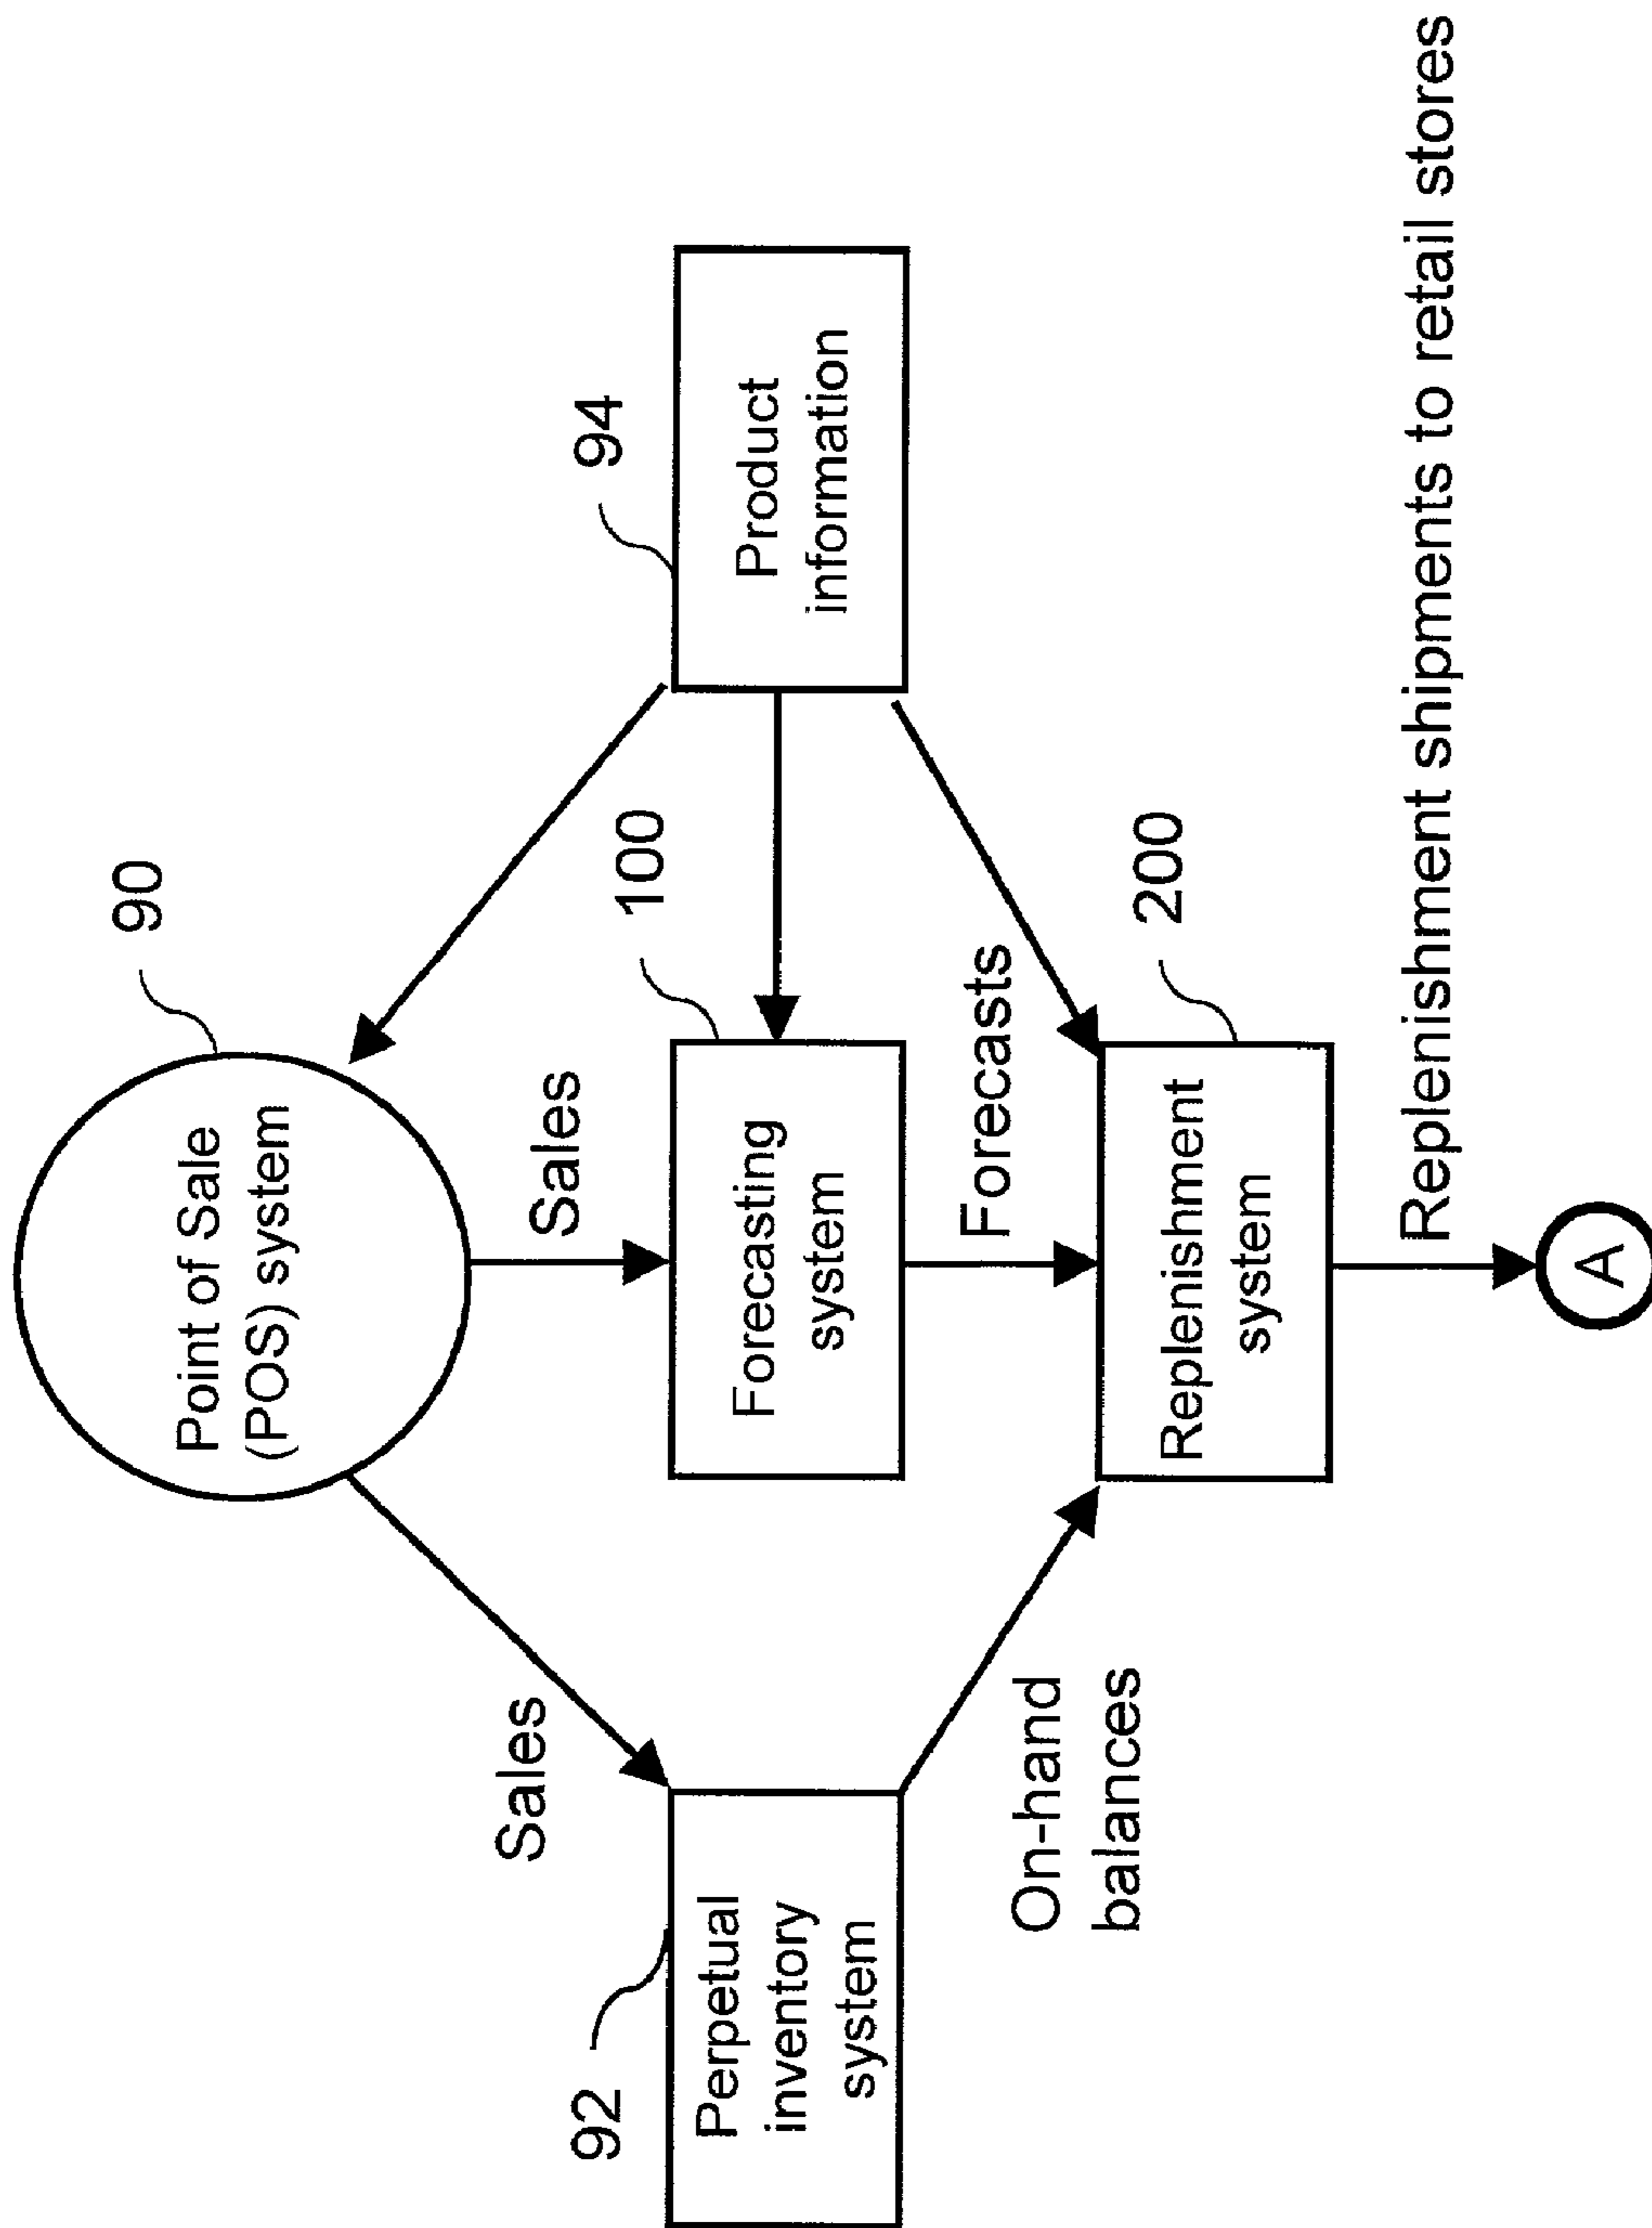 90
Point of Sale
(POS) system
Sales
Sales
92
Perpetual
inventory
system
100
Forecasting
system
94
Product
information
On-hand
balances
Forecasts
200
Replenishment
system
Replenishment shipments to retail stores
A